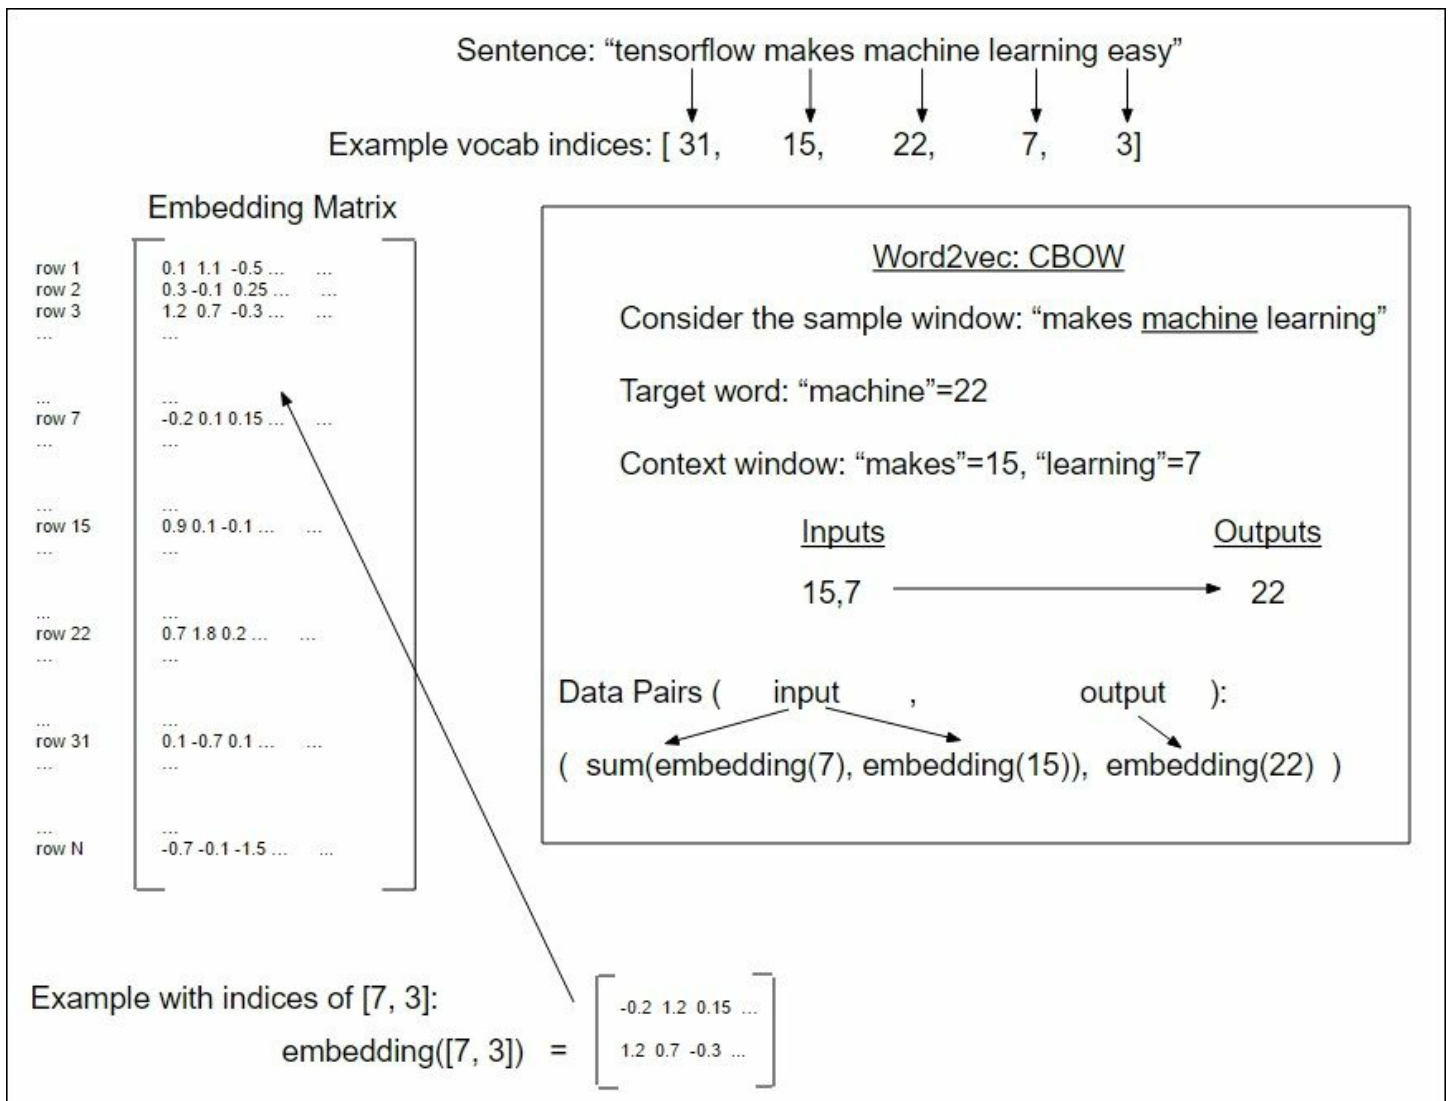 Sentence: “tensorflow makes machine learning easy”
Example vocab indices: [ 31, 15, 22, 7, 3]
Embedding Matrix
row 1 0.1 1.1 -0.5 ... ...
row 2 0.3 -0.1 0.25 ... ...
row 3 1.2 0.7 -0.3 ... ...
... ...
... ...
row 7 -0.2 0.1 0.15 ... ...
... ...
... ...
row 15 0.9 0.1 -0.1 ... ...
... ...
... ...
row 22 0.7 1.8 0.2 ... ...
... ...
... ...
row 31 0.1 -0.7 0.1 ... ...
... ...
... ...
row N -0.7 -0.1 -1.5 ... ...
Word2vec: CBOW
Consider the sample window: “makes machine learning”
Target word: “machine”=22
Context window: “makes”=15, “learning”=7
Inputs Outputs
15,7 22
Data Pairs ( input , output ):
( sum(embedding(7), embedding(15)), embedding(22) )
Example with indices of [7, 3]:
embedding([7, 3]) =
-0.2 1.2 0.15 ...
1.2 0.7 -0.3 ...